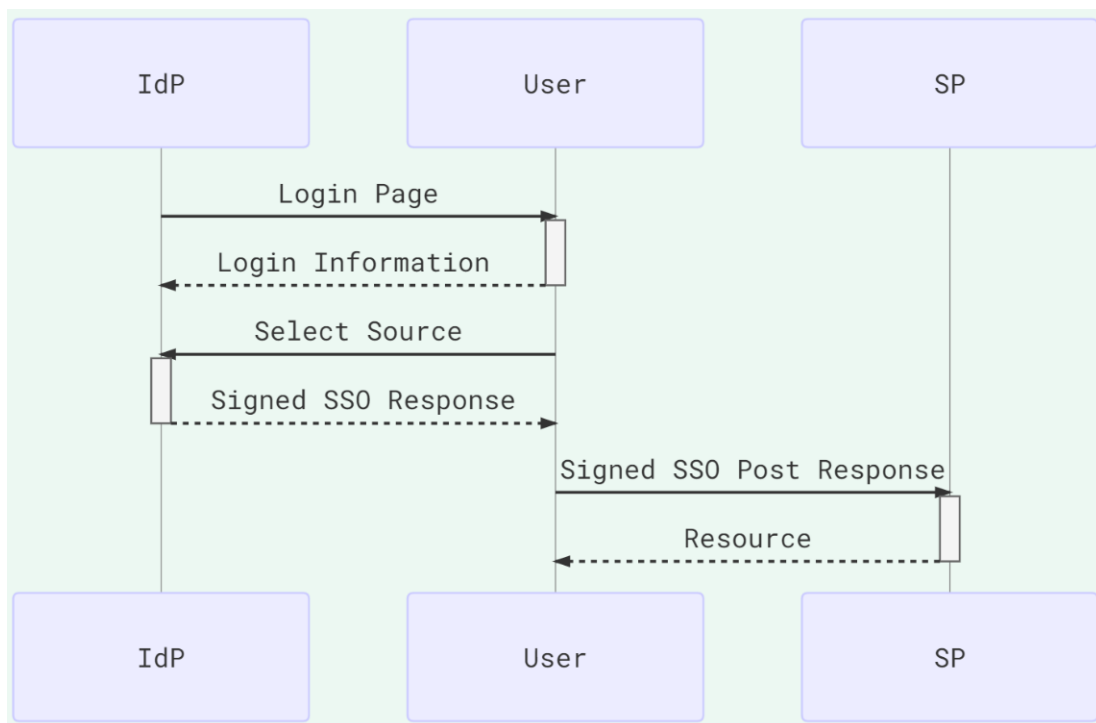 IdP
User
SP
Login Page
Login Information
Select Source
Signed SSO Response
Signed SSO Post Response
Resource
IdP
User
SP